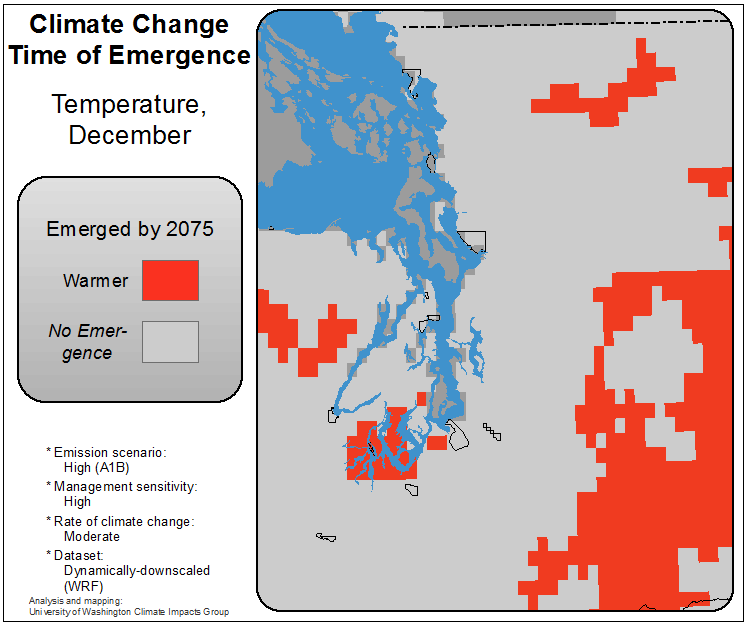 Climate Change
Time of Emergence
Temperature,
December
Emerged by 2075
Warmer
No Emer-
gence
* Emission scenario:
High (A1B)
* Management sensitivity:
High
* Rate of climate change:
Moderate
* Dataset:
Dynamically-downscaled
(WRF)
Analysis and mapping:
University of Washington Climate Impacts Group